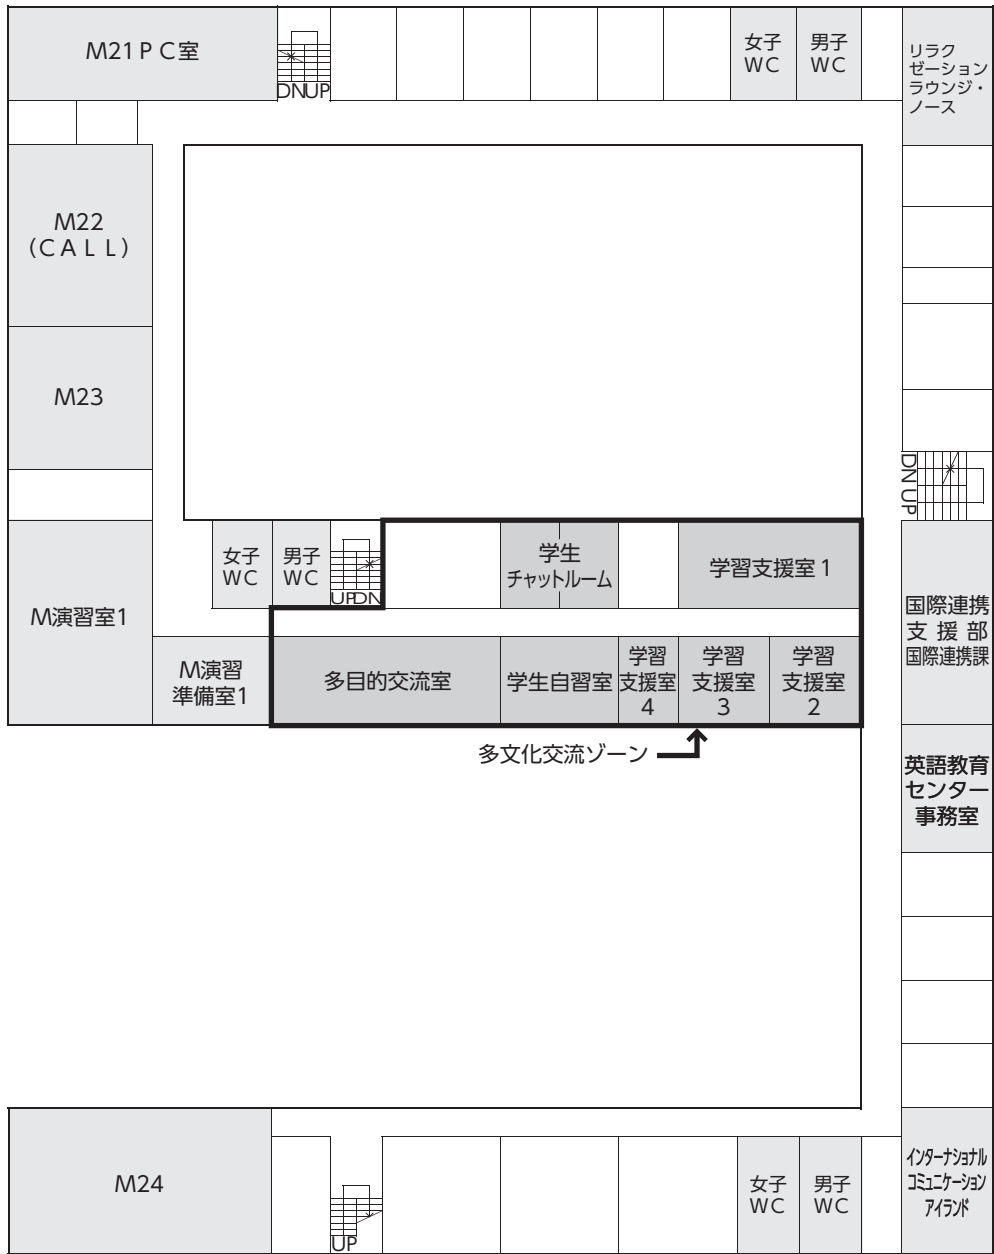 M21ＰＣ室
DNUP
女子
WC
男子
WC
リラク
ゼーション
ラウンジ・
ノース
M22
（ＣＡＬＬ）
M23
DN UP
女子
WC
男子
WC
UPDN
学生
チャットルーム
学習支援室 1
M演習室1
M演習
準備室1
多目的交流室
学生自習室
学習
支援室
4
学習
支援室
3
学習
支援室
2
国際連携
支援部
国際連携課
多文化交流ゾーン
英語教育
センター
事務室
M24
UP
女子
WC
男子
WC
インターナショナル
コミュニケーション
アイランド